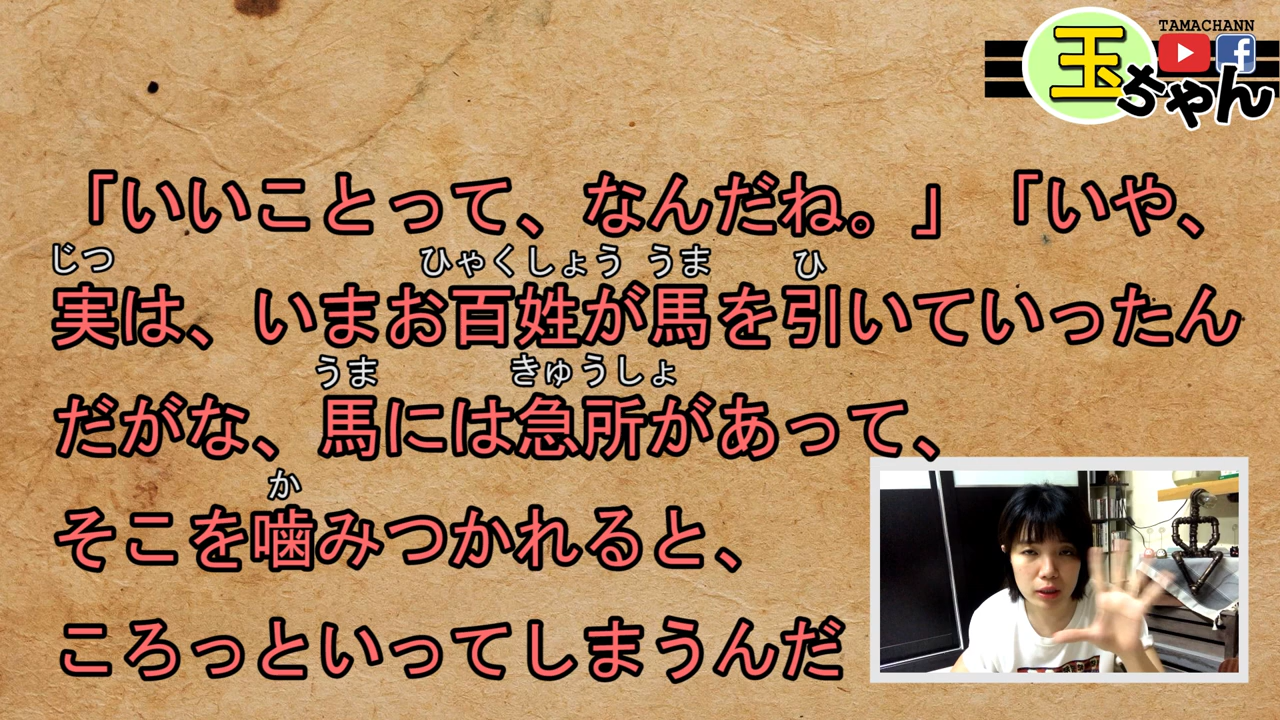 TAMACHANN
玉ちゃん
「いいことって、なんだね。」「いや、
じつ ひゃくしょう うま ひ
実は、いまお百姓が馬を引いていったん
うま きゅうしょ
だがな、馬には急所があって、
か
そこを噛みつかれると、
ころっといってしまうんだ